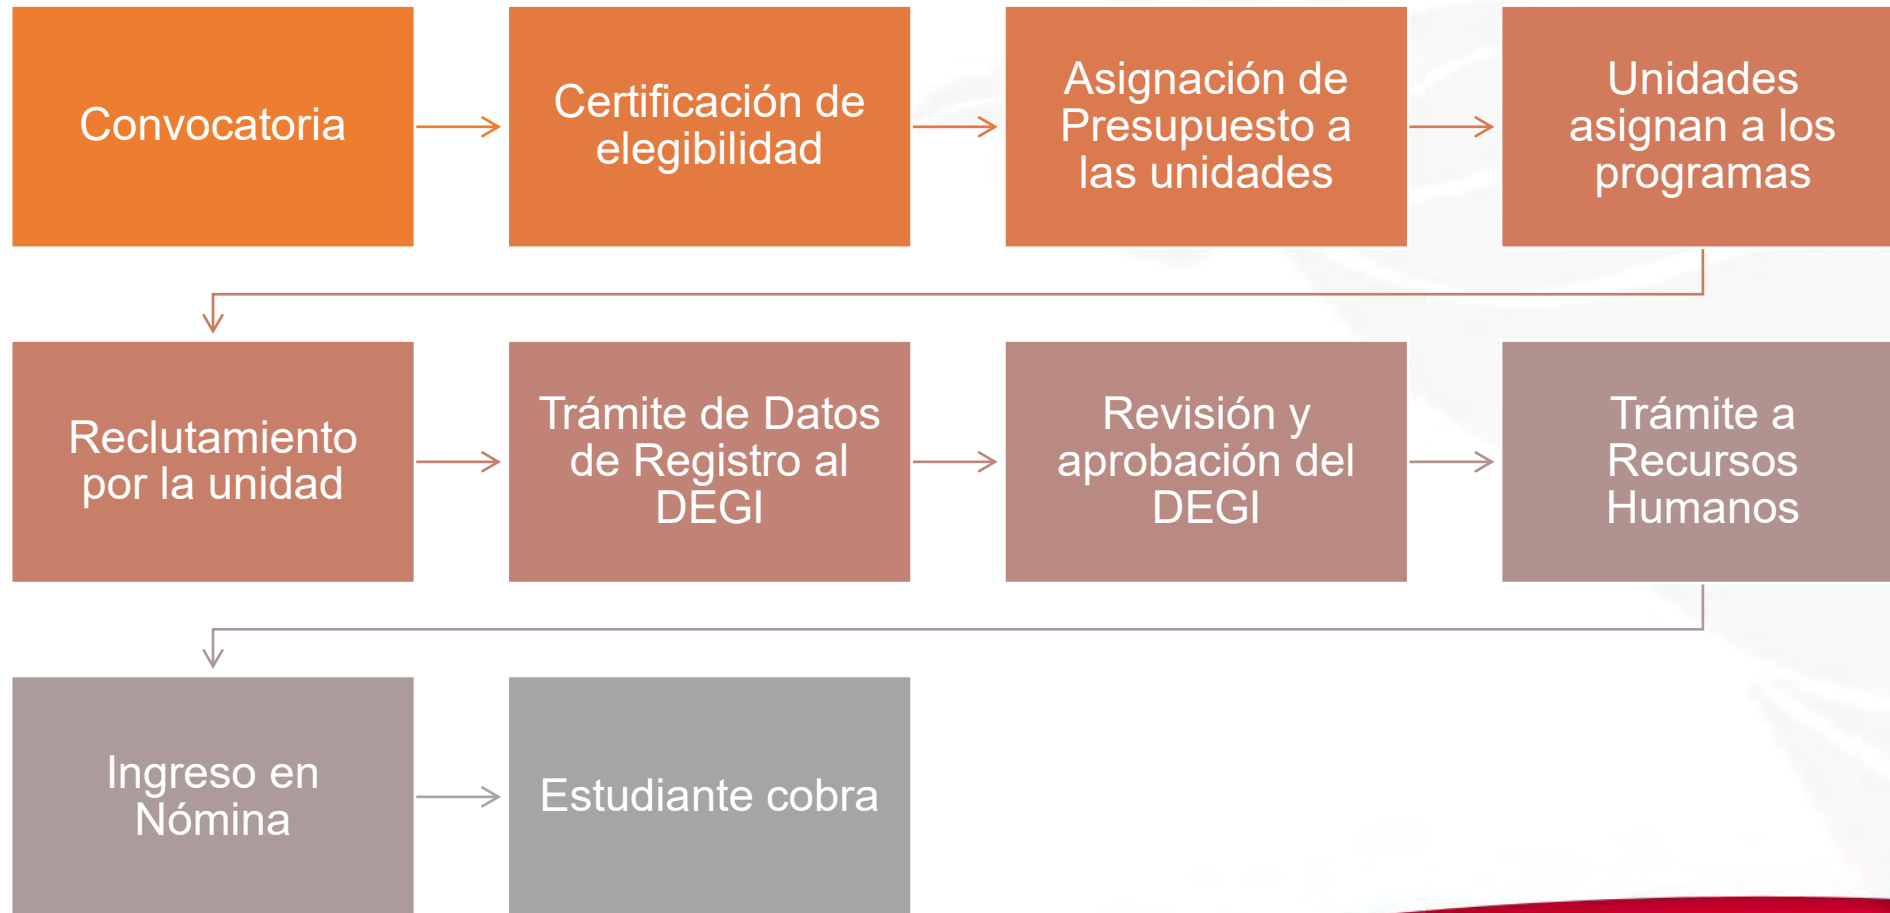 Convocatoria
Certificación de
elegibilidad
Asignación de
Presupuesto a
las unidades
Unidades
asignan a los
programas
Reclutamiento
por la unidad
Trámite de Datos
de Registro al
DEGI
Revisión y
aprobación del
DEGI
Trámite a
Recursos
Humanos
Ingreso en
Nómina
Estudiante cobra